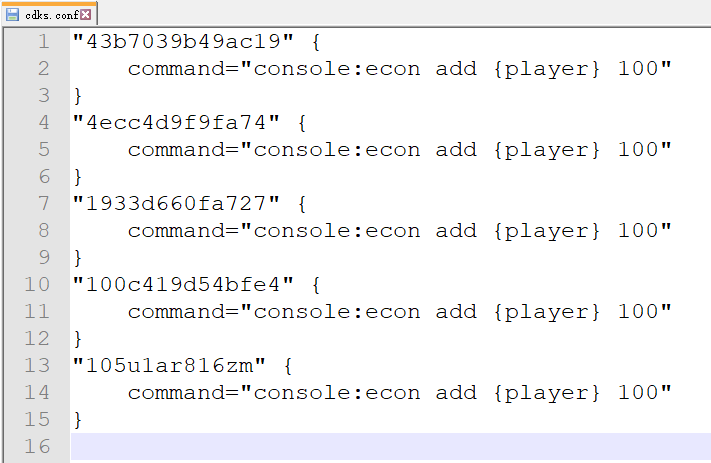 cdks.conf
1 "43b7039b49ac19" {
2     command="console:econ add {player} 100"
3 }
4 "4ecc4d9f9fa74" {
5     command="console:econ add {player} 100"
6 }
7 "1933d660fa727" {
8     command="console:econ add {player} 100"
9 }
10 "100c419d54bfe4" {
11     command="console:econ add {player} 100"
12 }
13 "105u1ar816zm" {
14     command="console:econ add {player} 100"
15 }
16